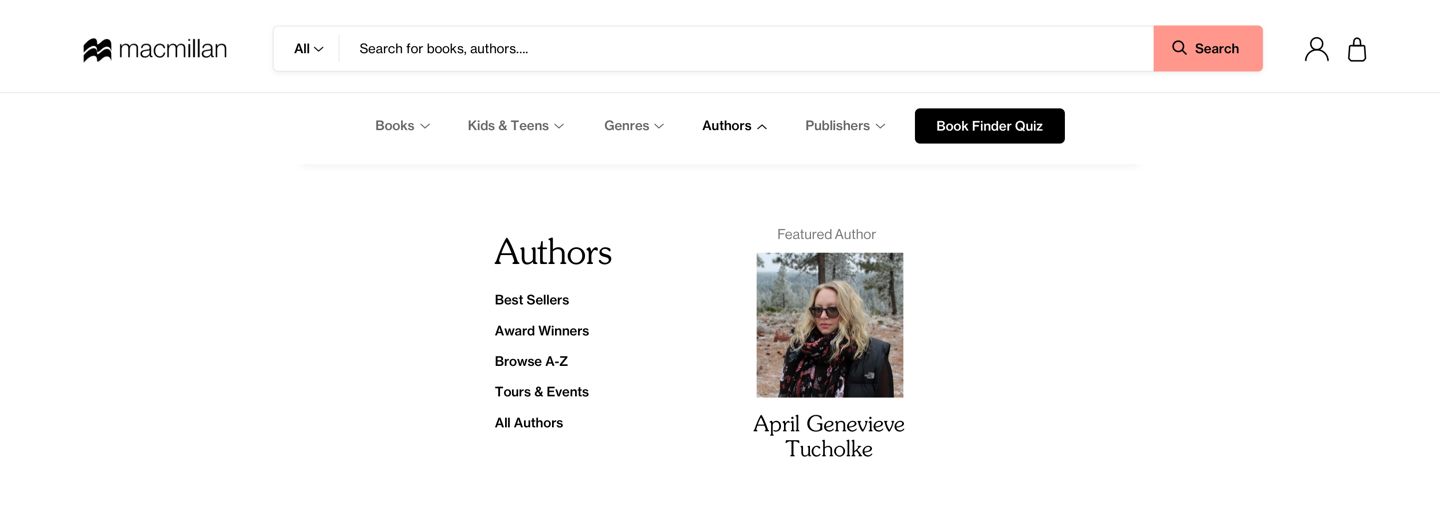 macmillan
All
Search for books, authors....
Search
Books
Kids & Teens
Genres
Authors
Publishers
Book Finder Quiz
Authors
Best Sellers
Award Winners
Browse A-Z
Tours & Events
All Authors
Featured Author
April Genevieve
Tucholke